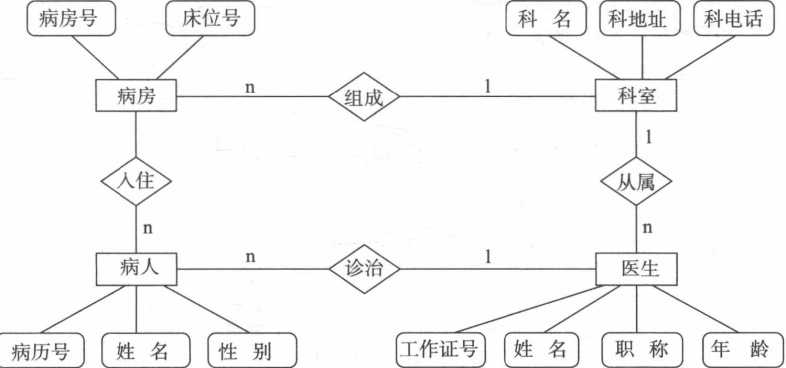 病房号 床位号 科 名 科地址 科电话
病房 n 组成 1 科室
1
入住 从属
n n
病人 n 诊治 1 医生
病历号 姓 名 性 别 工作证号 姓 名 职 称 年 龄